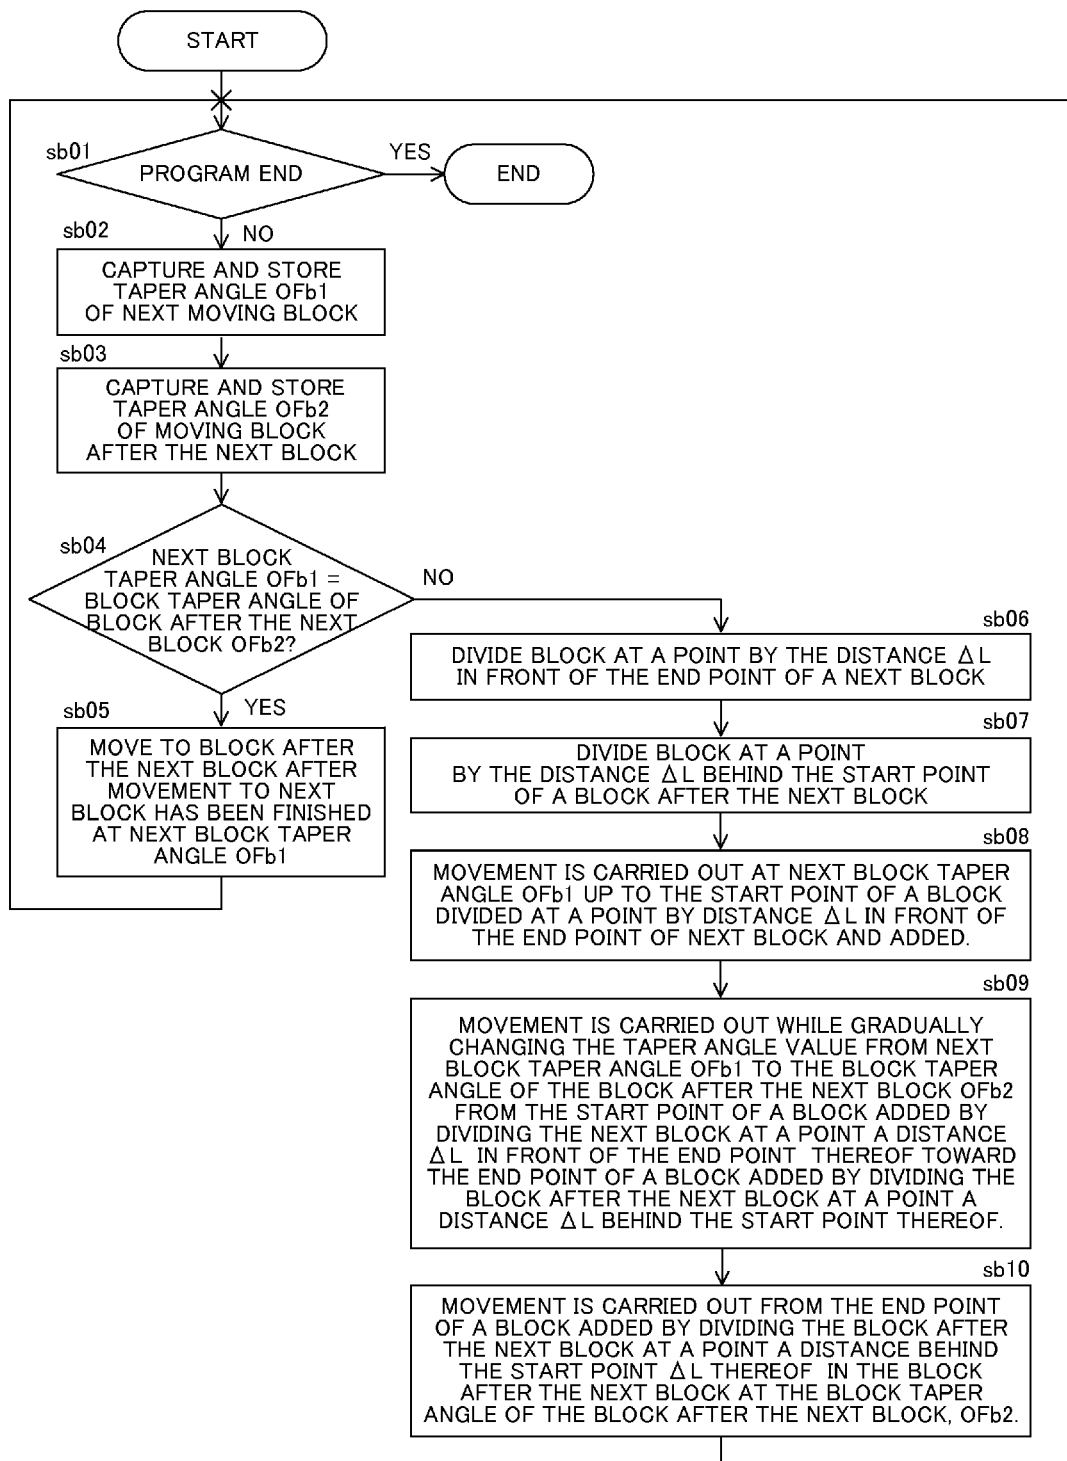 START
sb01
PROGRAM END
YES
END
NO
sb02
CAPTURE AND STORE
TAPER ANGLE OFb1
OF NEXT MOVING BLOCK
sb03
CAPTURE AND STORE
TAPER ANGLE OFb2
OF MOVING BLOCK
AFTER THE NEXT BLOCK
sb04
NEXT BLOCK
TAPER ANGLE OFb1 =
BLOCK TAPER ANGLE OF
BLOCK AFTER THE NEXT
BLOCK OFb2?
NO
YES
sb05
MOVE TO BLOCK AFTER
THE NEXT BLOCK AFTER
MOVEMENT TO NEXT
BLOCK HAS BEEN FINISHED
AT NEXT BLOCK TAPER
ANGLE OFb1
sb06
DIVIDE BLOCK AT A POINT BY THE DISTANCE ΔL
IN FRONT OF THE END POINT OF A NEXT BLOCK
sb07
DIVIDE BLOCK AT A POINT
BY THE DISTANCE ΔL BEHIND THE START POINT
OF A BLOCK AFTER THE NEXT BLOCK
sb08
MOVEMENT IS CARRIED OUT AT NEXT BLOCK TAPER
ANGLE OFb1 UP TO THE START POINT OF A BLOCK
DIVIDED AT A POINT BY DISTANCE ΔL IN FRONT OF
THE END POINT OF NEXT BLOCK AND ADDED.
sb09
MOVEMENT IS CARRIED OUT WHILE GRADUALLY
CHANGING THE TAPER ANGLE VALUE FROM NEXT
BLOCK TAPER ANGLE OFb1 TO THE BLOCK TAPER
ANGLE OF THE BLOCK AFTER THE NEXT BLOCK OFb2
FROM THE START POINT OF A BLOCK ADDED BY
DIVIDING THE NEXT BLOCK AT A POINT A DISTANCE
ΔL IN FRONT OF THE END POINT THEREOF TOWARD
THE END POINT OF A BLOCK ADDED BY DIVIDING THE
BLOCK AFTER THE NEXT BLOCK AT A POINT A
DISTANCE ΔL BEHIND THE START POINT THEREOF.
sb10
MOVEMENT IS CARRIED OUT FROM THE END POINT
OF A BLOCK ADDED BY DIVIDING THE BLOCK AFTER
THE NEXT BLOCK AT A POINT A DISTANCE BEHIND
THE START POINT ΔL THEREOF IN THE BLOCK
AFTER THE NEXT BLOCK AT THE BLOCK TAPER
ANGLE OF THE BLOCK AFTER THE NEXT BLOCK, OFb2.